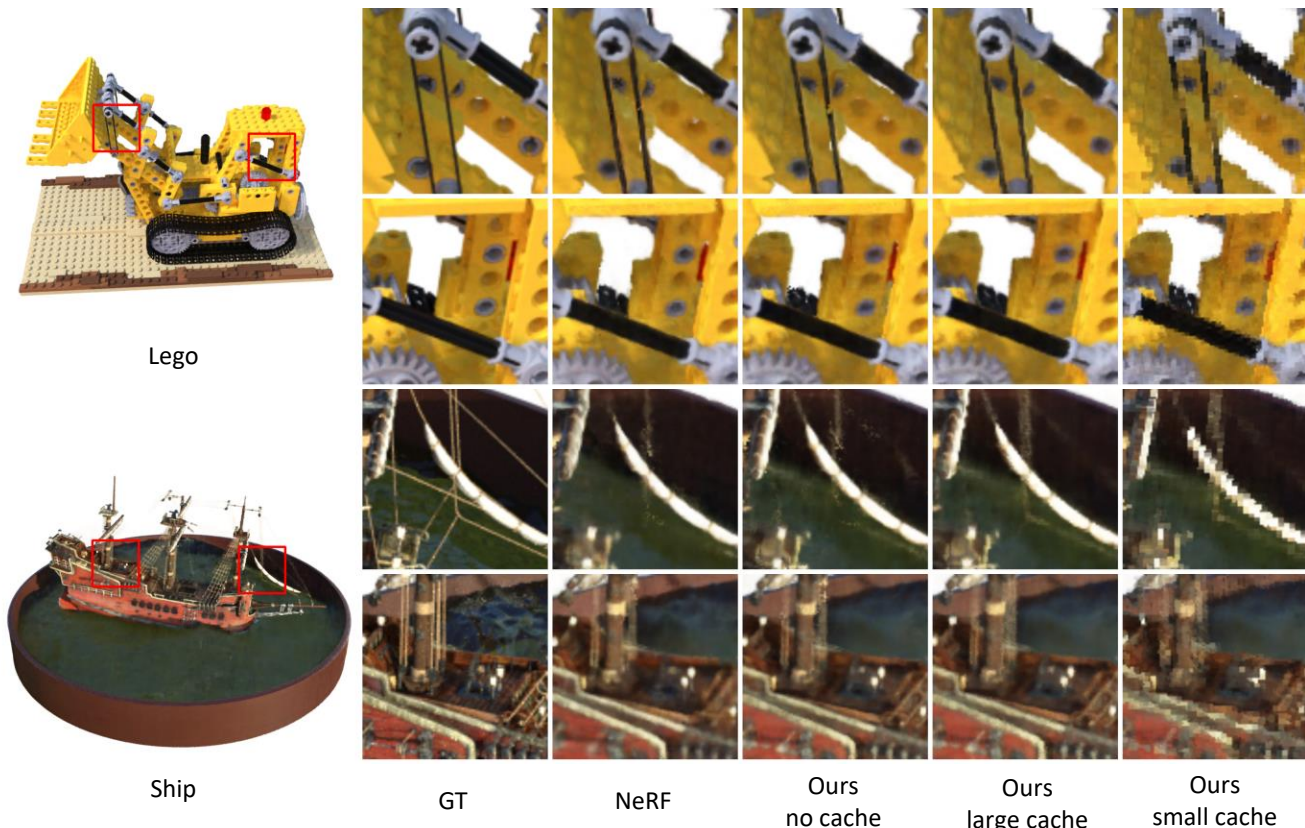 Lego
Ship
GT
NeRF
Ours
no cache
Ours
large cache
Ours
small cache